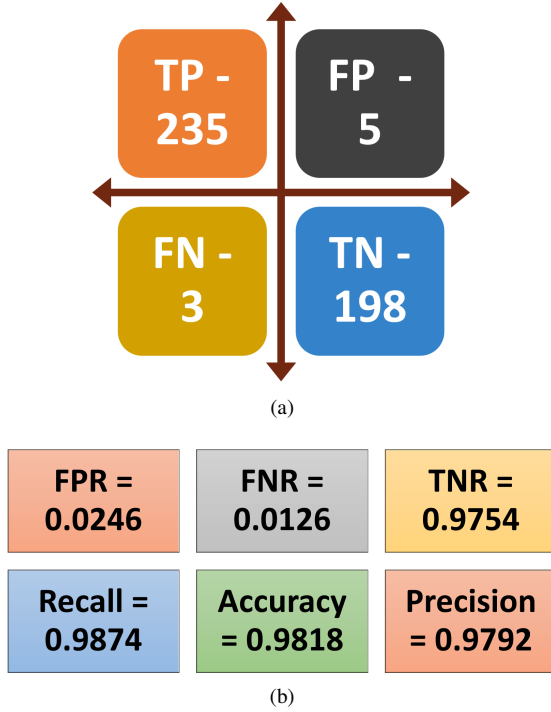 TP -
235
FP -
5
FN -
3
TN -
198
(a)
FPR =
0.0246
FNR =
0.0126
TNR =
0.9754
Recall =
0.9874
Accuracy
= 0.9818
Precision
= 0.9792
(b)